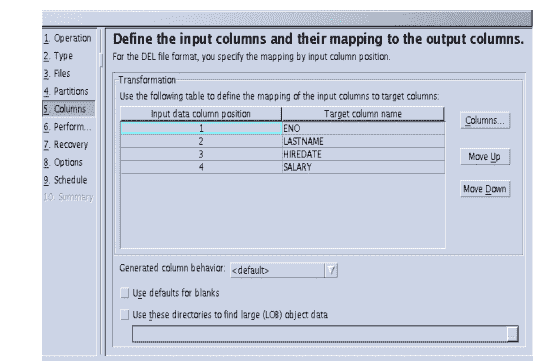 1. Operation
2. Type
3. Files
4. Partitions
5. Columns
6. Perform...
7. Recovery
8. Options
9. Schedule
10. Summary
Define the input columns and their mapping to the output columns.
For the DEL file format, you specify the mapping by input column position.
Transformation
Use the following table to define the mapping of the input columns to target columns:
Input data column position Target column name
1 ENO
2 LASTNAME
3 HIREDATE
4 SALARY
Columns...
Move Up
Move Down
Generated column behavior: <default>
Use defaults for blanks
Use these directories to find large (LOB) object data